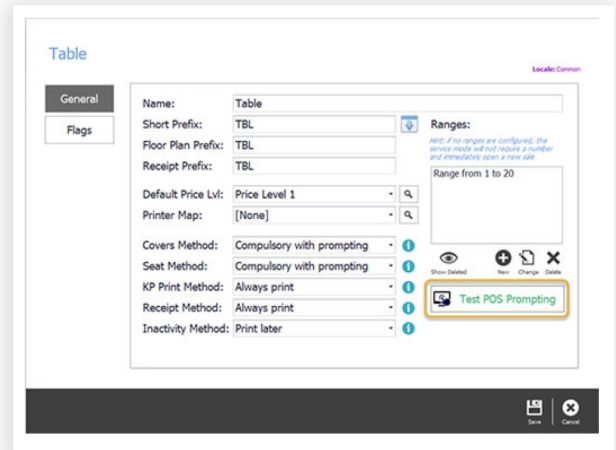 Table
Locale: Common
General
Flags
Name: Table
Short Prefix: TBL
Floor Plan Prefix: TBL
Receipt Prefix: TBL
Default Price Lvl: Price Level 1
Printer Map: [None]
Covers Method: Compulsory with prompting
Seat Method: Compulsory with prompting
KP Print Method: Always print
Receipt Method: Always print
Inactivity Method: Print later
Ranges:
Hint: if no ranges are configured, the
service mode will not require a number
and immediately open a new sale
Range from 1 to 20
Show Deleted
New Change Delete
Test POS Prompting
Save Cancel